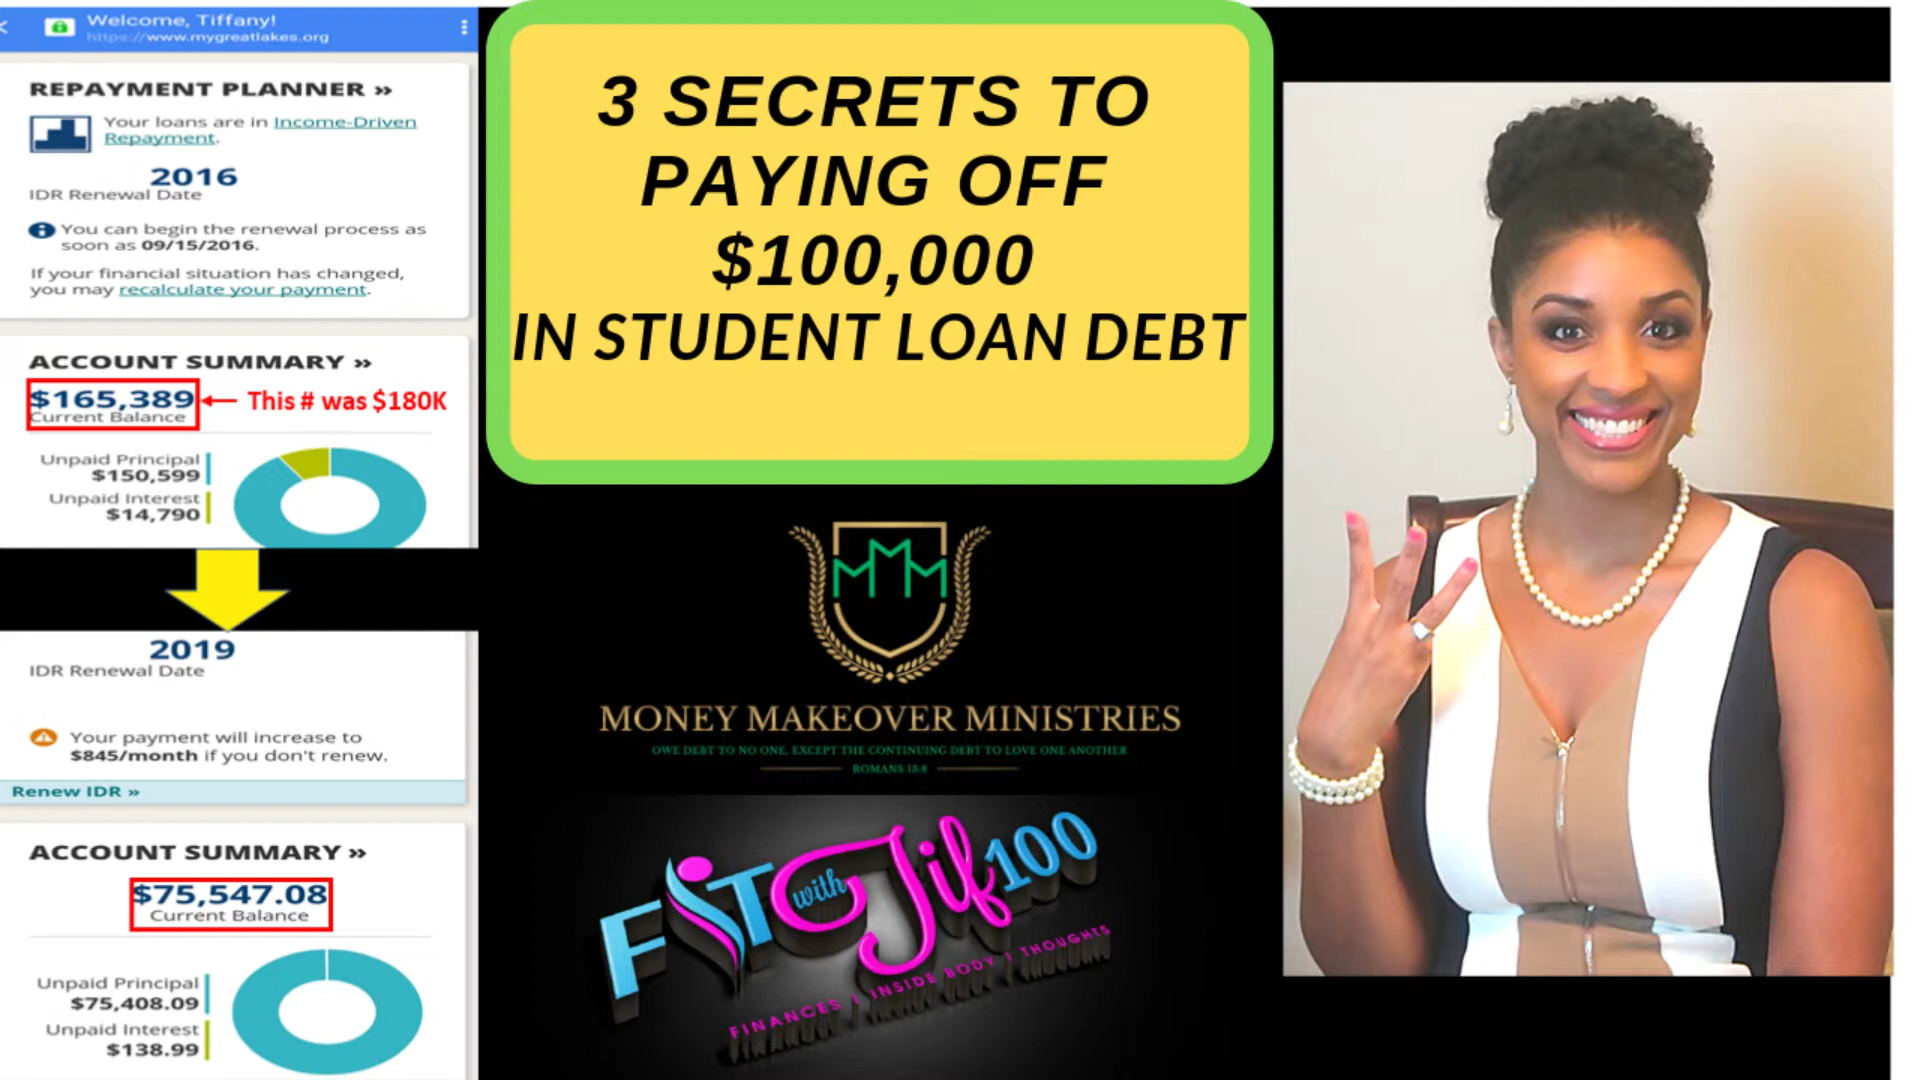 Welcome, Tiffany!
https://www.mygreatlakes.org
REPAYMENT PLANNER »
Your loans are in Income-Driven
Repayment.
2016
IDR Renewal Date
You can begin the renewal process as
soon as 09/15/2016.
If your financial situation has changed,
you may recalculate your payment.
ACCOUNT SUMMARY »
$165,389
This # was $180K
Current Balance
Unpaid Principal
$150,599
Unpaid Interest
$14,790
2019
IDR Renewal Date
Your payment will increase to
$845/month if you don't renew.
Renew IDR »
ACCOUNT SUMMARY »
$75,547.08
Current Balance
Unpaid Principal
$75,408.09
Unpaid Interest
$138.99
3 SECRETS TO
PAYING OFF
$100,000
IN STUDENT LOAN DEBT
MMM
MONEY MAKEOVER MINISTRIES
OWE DEBT TO NO ONE, EXCEPT THE CONTINUING DEBT TO LOVE ONE ANOTHER
ROMANS 13:8
FIT with Tif100
FINANCES | INSIDE BODY | THOUGHTS